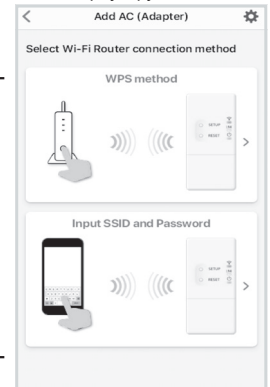 Add AC (Adapter)
Select Wi-Fi Router connection method
WPS method
SETUP
RESET
Input SSID and Password
SETUP
RESET